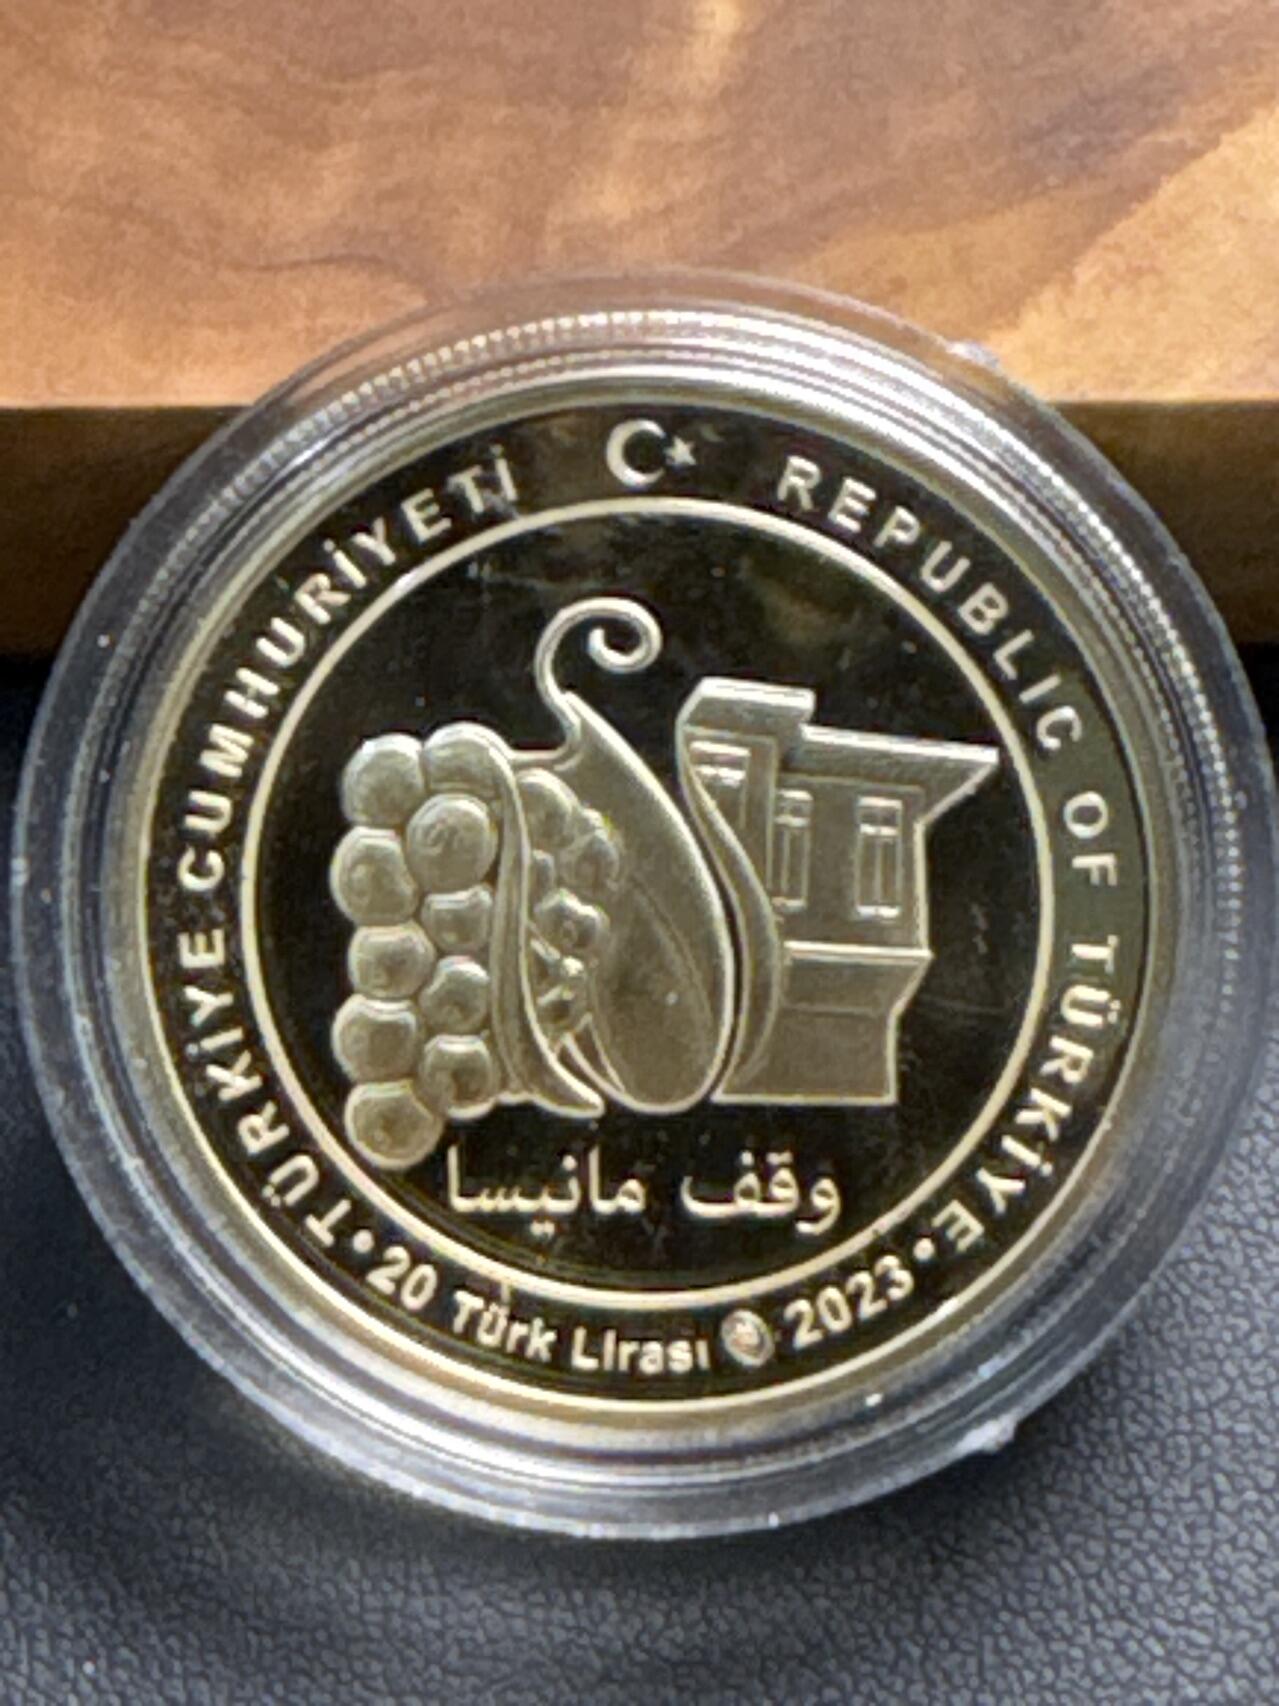 TÜRKİYE CUMHURİYETİ
REPUBLIC OF TÜRKİYE
وقف مانيسا
• 20 Türk Lirası 2023 •